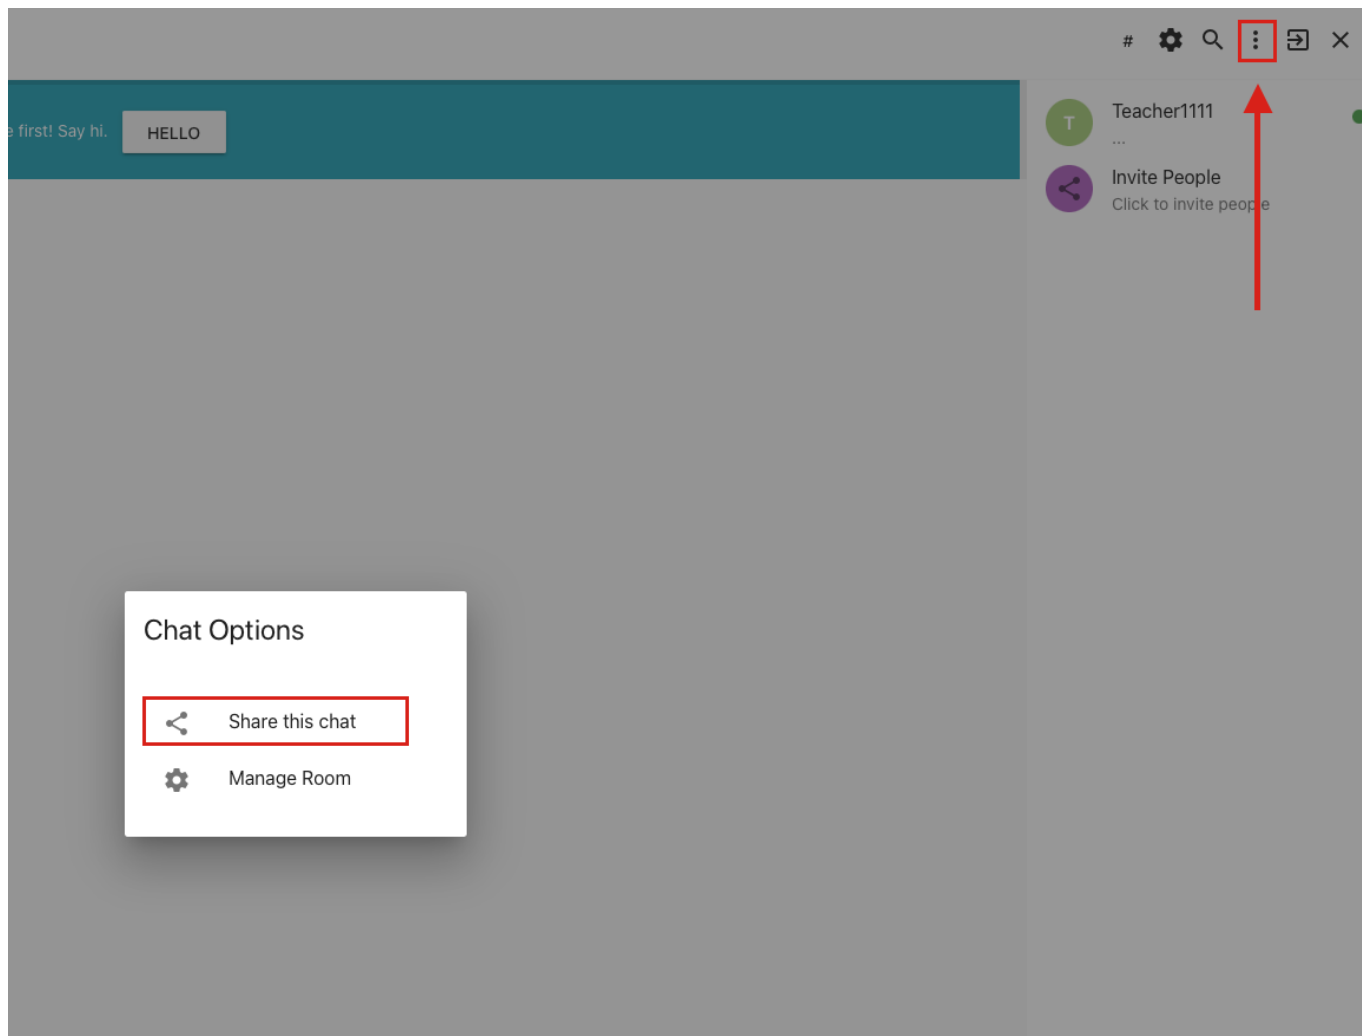 #
Teacher1111
...
first! Say hi.
HELLO
T
Invite People
Click to invite people
Chat Options
Share this chat
Manage Room